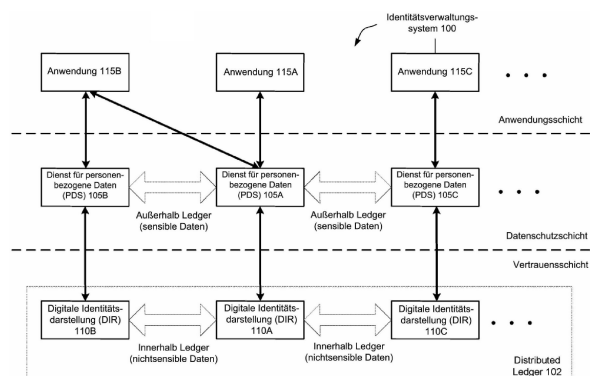 Identitätsverwaltungs-
system 100
Anwendung 115B
Anwendung 115A
Anwendung 115C
Anwendungsschicht
Dienst für personen-
bezogene Daten
(PDS) 105B
Dienst für personen-
bezogene Daten
(PDS) 105A
Dienst für personen-
bezogene Daten
(PDS) 105C
Außerhalb Ledger
(sensible Daten)
Außerhalb Ledger
(sensible Daten)
Datenschutzschicht
Vertrauensschicht
Digitale Identitäts-
darstellung (DIR)
110B
Digitale Identitäts-
darstellung (DIR)
110A
Digitale Identitäts-
darstellung (DIR)
110C
Innerhalb Ledger
(nichtsensible Daten)
Innerhalb Ledger
(nichtsensible Daten)
Distributed
Ledger 102